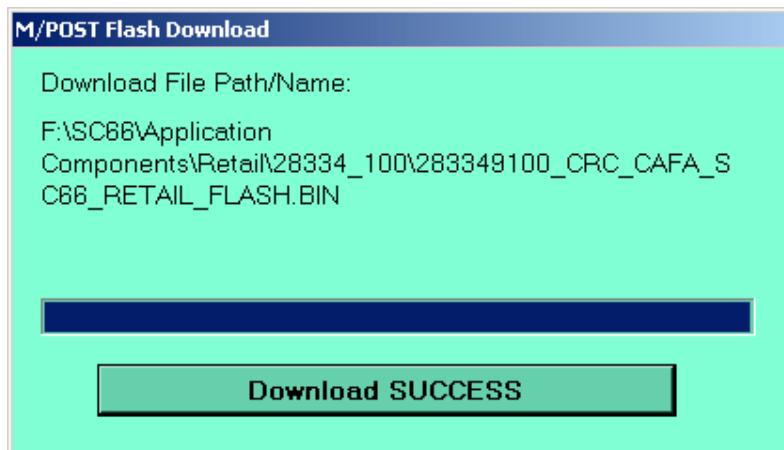 M/POST Flash Download
Download File Path/Name:
F:\SC66\Application
Components\Retail\28334_100\283349100_CRC_CAFA_S
C66_RETAIL_FLASH.BIN
Download SUCCESS